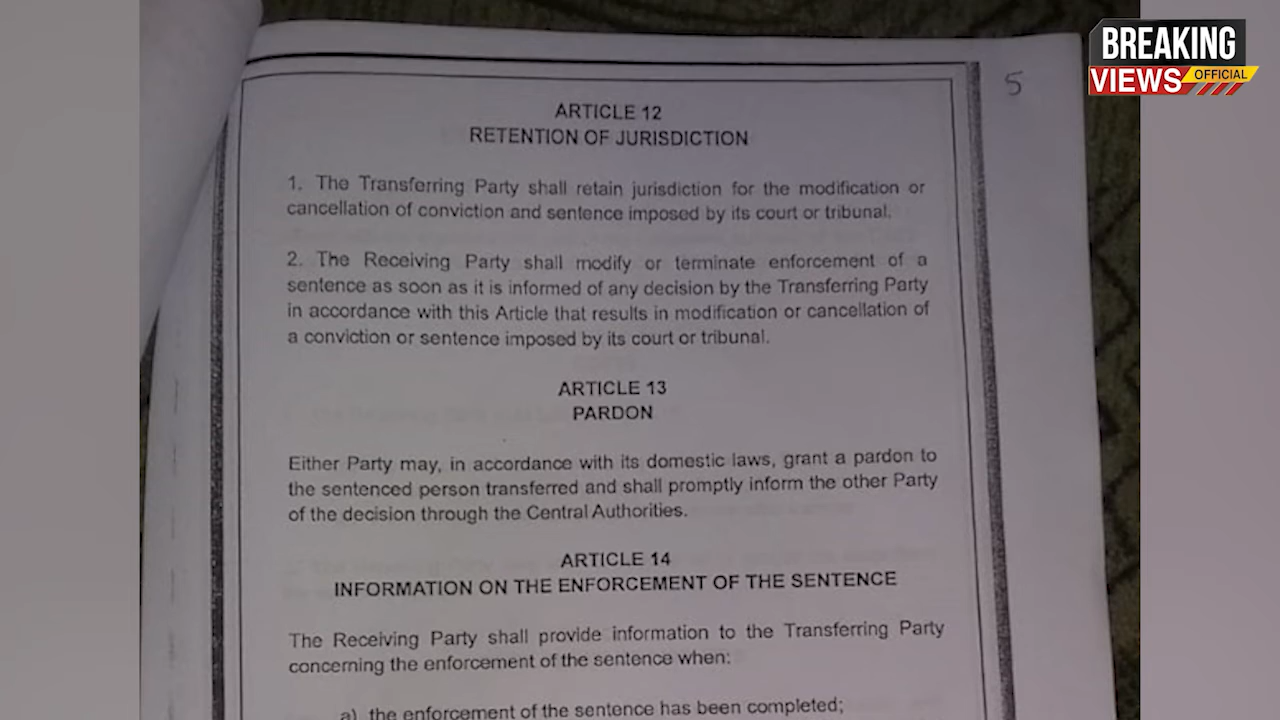 BREAKING
VIEWS OFFICIAL
5
ARTICLE 12
RETENTION OF JURISDICTION
1. The Transferring Party shall retain jurisdiction for the modification or
cancellation of conviction and sentence imposed by its court or tribunal.
2. The Receiving Party shall modify or terminate enforcement of a
sentence as soon as it is informed of any decision by the Transferring Party
in accordance with this Article that results in modification or cancellation of
a conviction or sentence imposed by its court or tribunal.
ARTICLE 13
PARDON
Either Party may, in accordance with its domestic laws, grant a pardon to
the sentenced person transferred and shall promptly inform the other Party
of the decision through the Central Authorities.
ARTICLE 14
INFORMATION ON THE ENFORCEMENT OF THE SENTENCE
The Receiving Party shall provide information to the Transferring Party
concerning the enforcement of the sentence when:
a) the enforcement of the sentence has been completed;